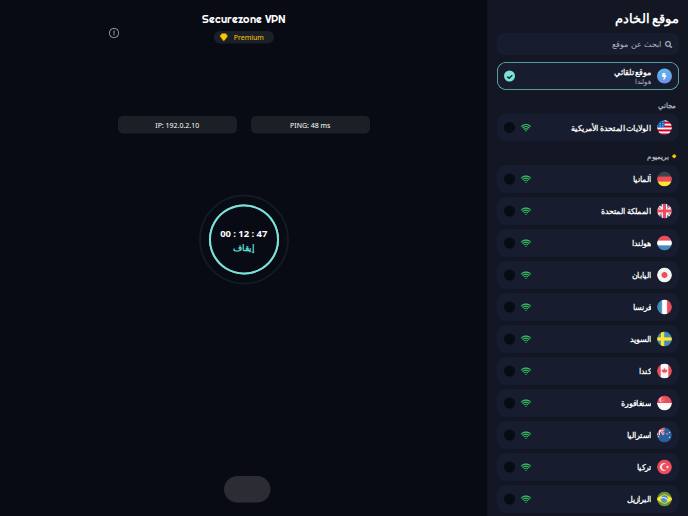 موقع الخادم
ابحث عن موقع
موقع تلقائي
هولندا
مجاني
الولايات المتحدة الأمريكية
بريميوم
ألمانيا
المملكة المتحدة
هولندا
اليابان
فرنسا
السويد
كندا
سنغافورة
استراليا
تركيا
البرازيل
Securezone VPN
Premium
IP: 192.0.2.10
PING: 48 ms
00 : 12 : 47
إيقاف